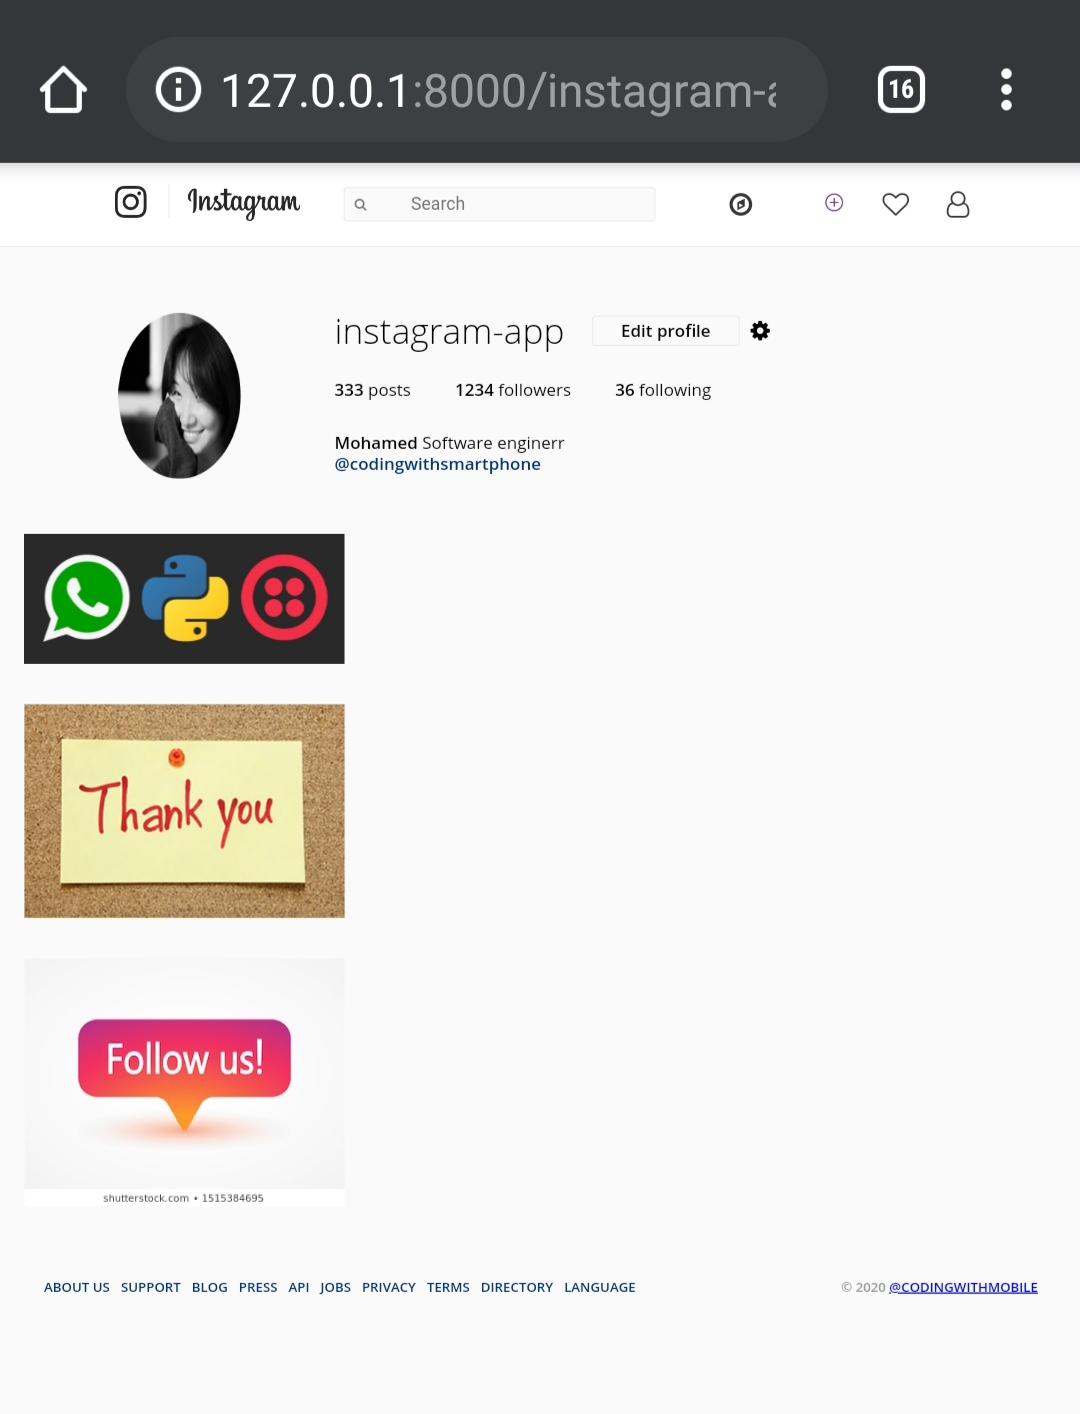 127.0.0.1:8000/instagram-
16
Instagram
Search
instagram-app
Edit profile
333 posts 1234 followers 36 following
Mohamed Software enginerr
@codingwithsmartphone
Thank you
Follow us!
shutterstock.com • 1515384695
ABOUT US SUPPORT BLOG PRESS API JOBS PRIVACY TERMS DIRECTORY LANGUAGE
© 2020 @CODINGWITHMOBILE